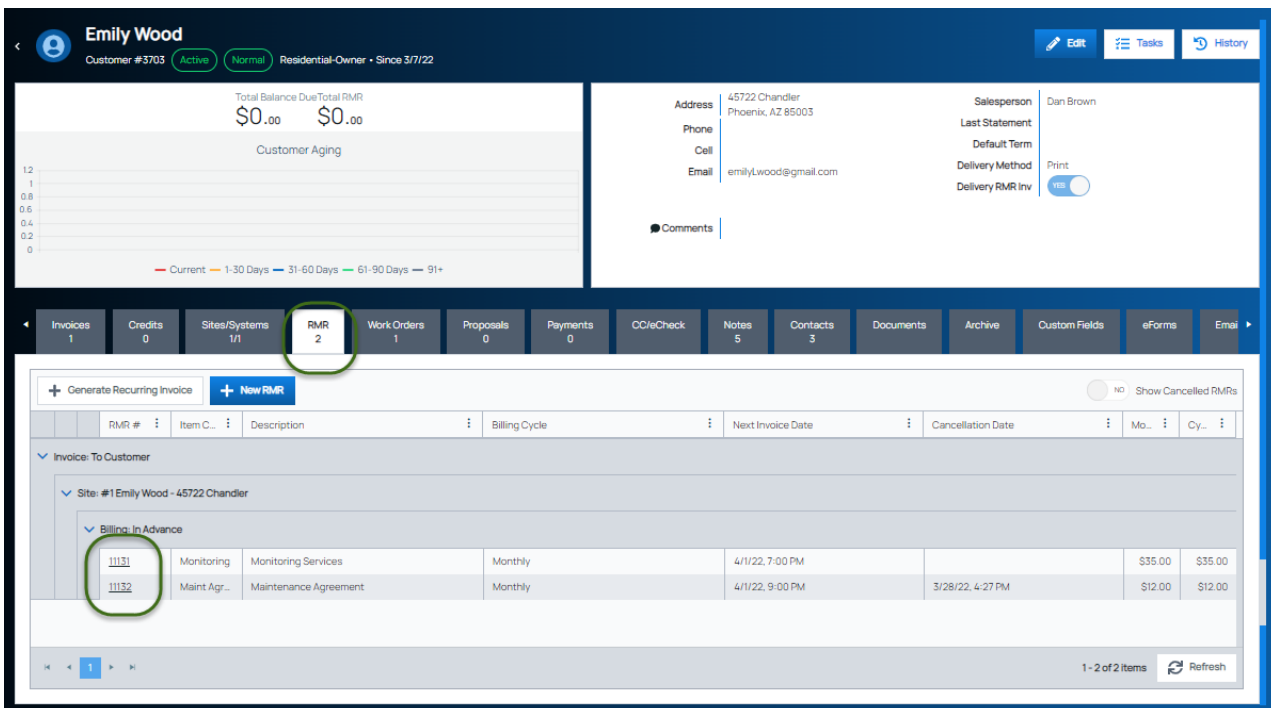 Emily Wood
Customer #3703 Active Normal Residential-Owner • Since 3/7/22
Edit Tasks History
Total Balance Due Total RMR
$0.00 $0.00
Customer Aging
1.2
1
0.8
0.6
0.4
0.2
0
Current 1-30 Days 31-60 Days 61-90 Days 91+
Address 45722 Chandler
Phoenix, AZ 85003
Phone
Cell
Email emilyLwood@gmail.com
Comments
Salesperson Dan Brown
Last Statement
Default Term
Delivery Method Print
Delivery RMR Inv YES
Invoices Credits Sites/Systems RMR Work Orders Proposals Payments CC/eCheck Notes Contacts Documents Archive Custom Fields eForms Emai
1 0 1/1 2 1 0 0 5 3
+ Generate Recurring Invoice + New RMR NO Show Cancelled RMRs
RMR # Item C... Description Billing Cycle Next Invoice Date Cancellation Date Mo... Cy...
Invoice: To Customer
Site: #1 Emily Wood - 45722 Chandler
Billing: In Advance
11131 Monitoring Monitoring Services Monthly 4/1/22, 7:00 PM $35.00 $35.00
11132 Maint Agr... Maintenance Agreement Monthly 4/1/22, 9:00 PM 3/28/22, 4:27 PM $12.00 $12.00
1 1 - 2 of 2 items Refresh